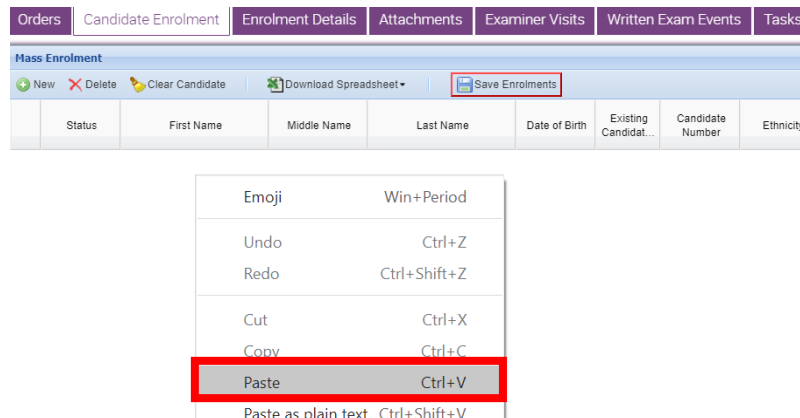 Orders Candidate Enrolment Enrolment Details Attachments Examiner Visits Written Exam Events Tasks
Mass Enrolment
New Delete Clear Candidate Download Spreadsheet Save Enrolments
Status First Name Middle Name Last Name Date of Birth Existing Candidat... Candidate Number Ethnicity
Emoji Win+Period
Undo Ctrl+Z
Redo Ctrl+Shift+Z
Cut Ctrl+X
Copy Ctrl+C
Paste Ctrl+V
Paste as plain text Ctrl+Shift+V